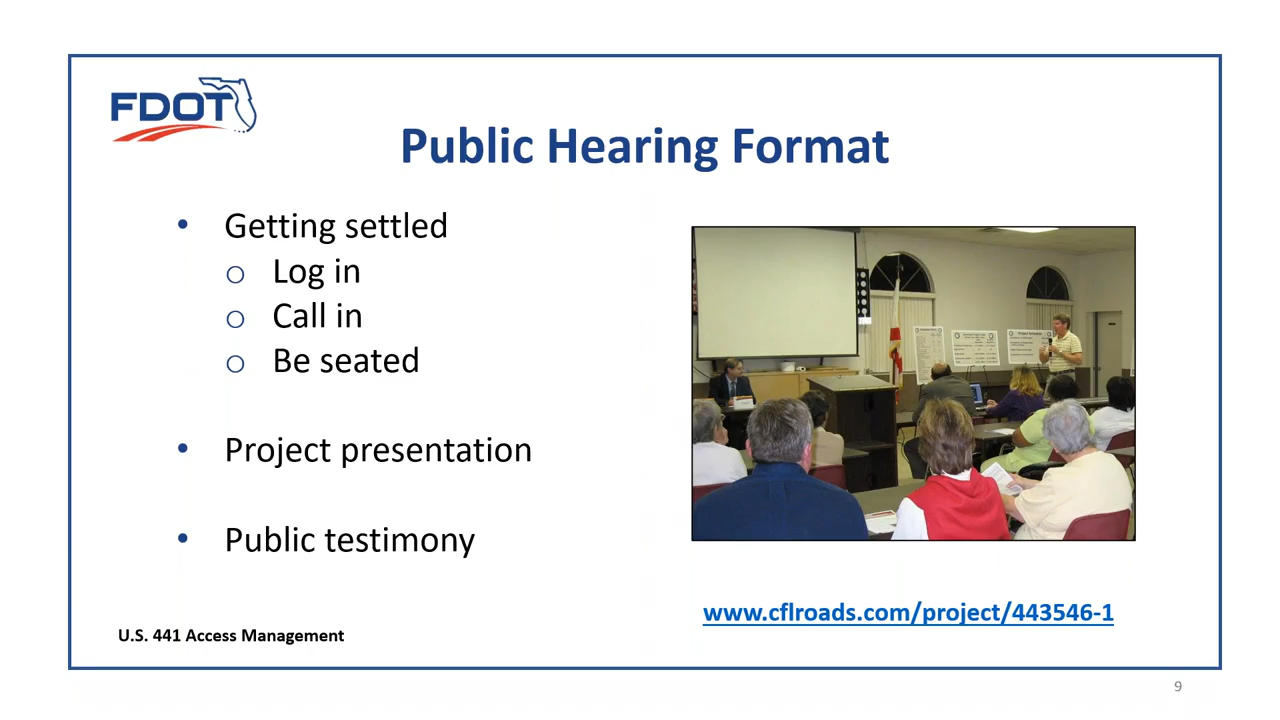 FDOT
Public Hearing Format
• Getting settled
o Log in
o Call in
o Be seated
• Project presentation
• Public testimony
www.cflroads.com/project/443546-1
U.S. 441 Access Management
9